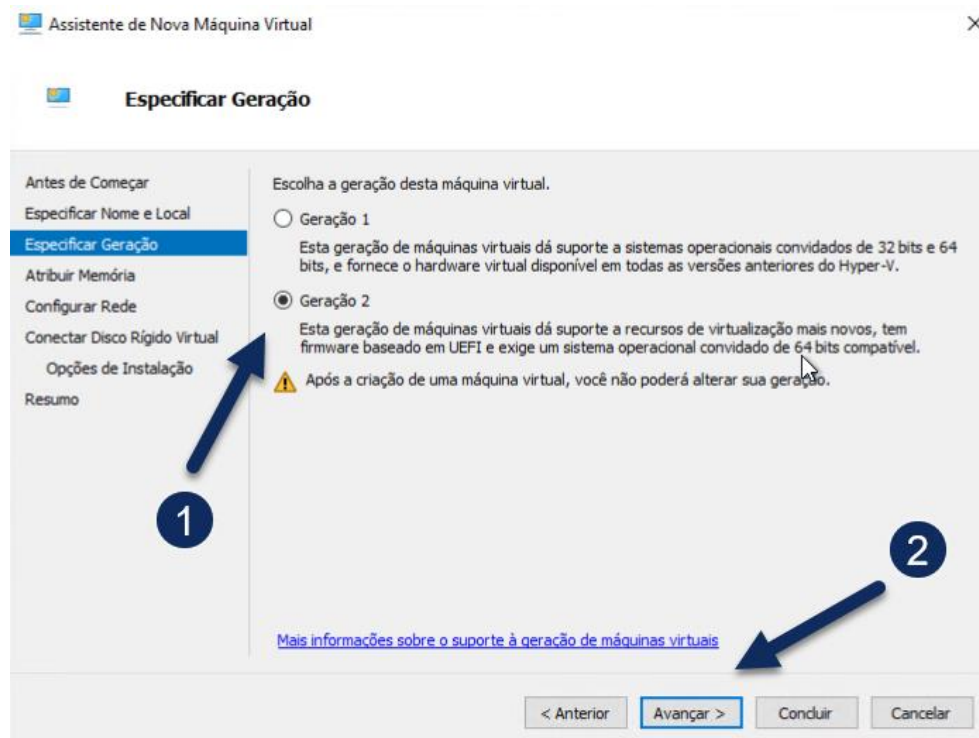 Assistente de Nova Máquina Virtual
Especificar Geração
Antes de Começar
Especificar Nome e Local
Especificar Geração
Atribuir Memória
Configurar Rede
Conectar Disco Rígido Virtual
Opções de Instalação
Resumo
Escolha a geração desta máquina virtual.
Geração 1
Esta geração de máquinas virtuais dá suporte a sistemas operacionais convidados de 32 bits e 64
bits, e fornece o hardware virtual disponível em todas as versões anteriores do Hyper-V.
Geração 2
Esta geração de máquinas virtuais dá suporte a recursos de virtualização mais novos, tem
firmware baseado em UEFI e exige um sistema operacional convidado de 64 bits compatível.
Após a criação de uma máquina virtual, você não poderá alterar sua geração.
1
2
Mais informações sobre o suporte à geração de máquinas virtuais
< Anterior
Avançar >
Concluir
Cancelar